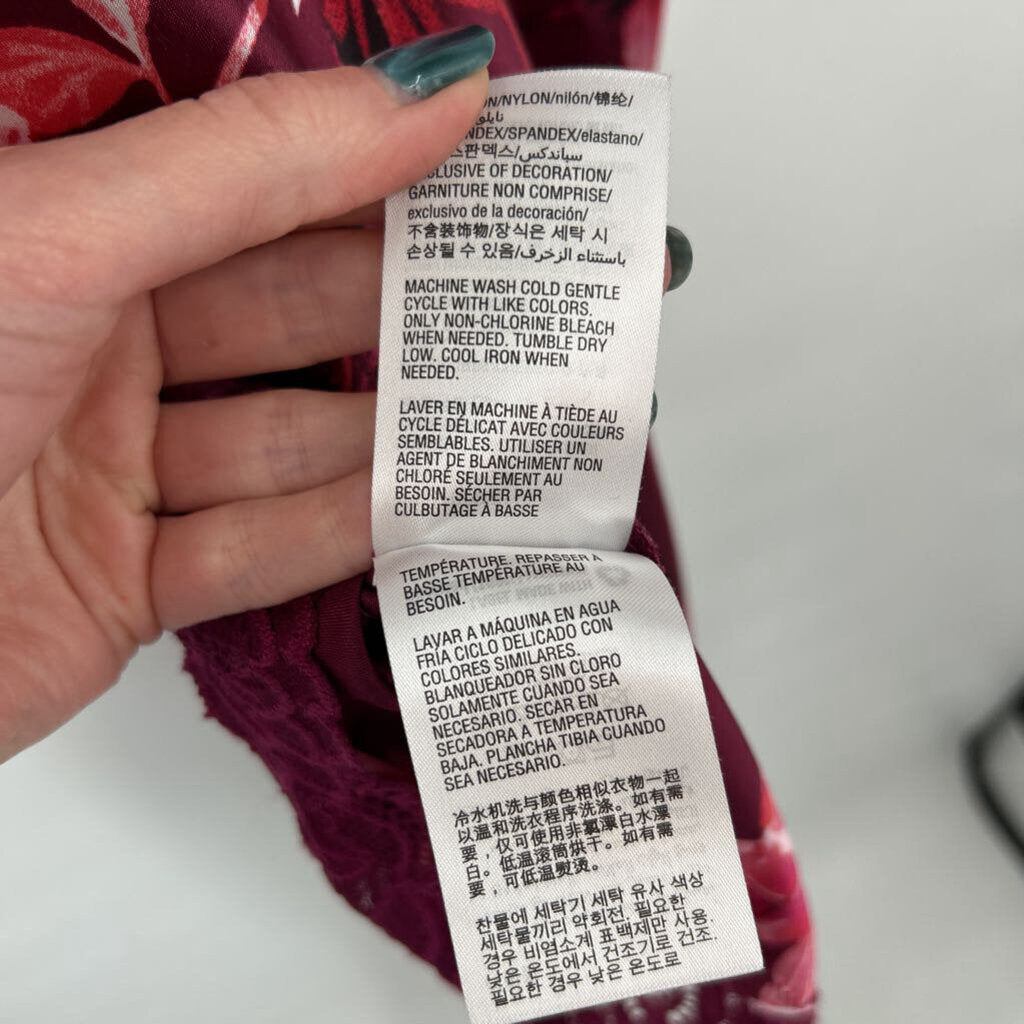 ON/NYLON/nilón/锦纶/
نايلو
NDEX/SPANDEX/elastano/
스판덱스/سباندكس
CLUSIVE OF DECORATION/
GARNITURE NON COMPRISE/
exclusivo de la decoración/
不含装饰物/장식은 세탁 시
손상될 수 있음/باستثناء الزخرف
MACHINE WASH COLD GENTLE
CYCLE WITH LIKE COLORS.
ONLY NON-CHLORINE BLEACH
WHEN NEEDED. TUMBLE DRY
LOW. COOL IRON WHEN
NEEDED.
LAVER EN MACHINE À TIÈDE AU
CYCLE DÉLICAT AVEC COULEURS
SEMBLABLES. UTILISER UN
AGENT DE BLANCHIMENT NON
CHLORÉ SEULEMENT AU
BESOIN. SÉCHER PAR
CULBUTAGE À BASSE
TEMPÉRATURE. REPASSER À
BASSE TEMPÉRATURE AU
BESOIN.
LAVAR A MÁQUINA EN AGUA
FRÍA CICLO DELICADO CON
COLORES SIMILARES.
BLANQUEADOR SIN CLORO
SOLAMENTE CUANDO SEA
NECESARIO. SECAR EN
SECADORA A TEMPERATURA
BAJA. PLANCHA TIBIA CUANDO
SEA NECESARIO.
冷水机洗与颜色相似衣物一起
以温和洗衣程序洗涤。如有需
要，仅可使用非氯漂白水漂
白。低温滚筒烘干。如有需
要，可低温熨烫。
찬물에 세탁기 세탁 유사 색상
세탁물끼리 약회전. 필요한
경우 비염소계 표백제만 사용.
낮은 온도에서 건조기로 건조.
필요한 경우 낮은 온도로